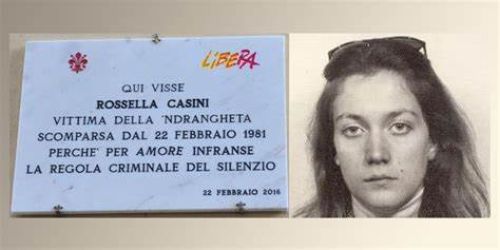 LiBERA
QUI VISSE
ROSSELLA CASINI
VITTIMA DELLA 'NDRANGHETA
SCOMPARSA DAL 22 FEBBRAIO 1981
PERCHE' PER AMORE INFRANSE
LA REGOLA CRIMINALE DEL SILENZIO
22 FEBBRAIO 2016